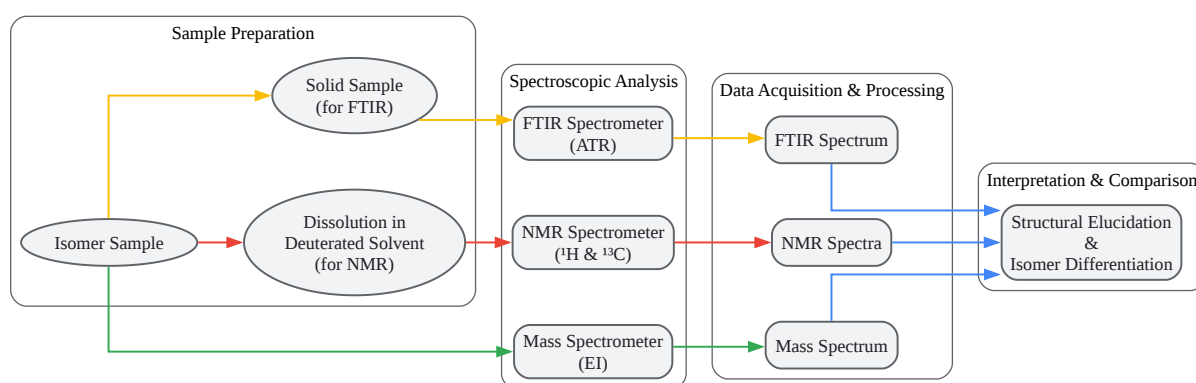 Sample Preparation
Solid Sample
(for FTIR)
Isomer Sample
Dissolution in
Deuterated Solvent
(for NMR)
Spectroscopic Analysis
FTIR Spectrometer
(ATR)
NMR Spectrometer
(¹H & ¹³C)
Mass Spectrometer
(EI)
Data Acquisition & Processing
FTIR Spectrum
NMR Spectra
Mass Spectrum
Interpretation & Comparison
Structural Elucidation
&
Isomer Differentiation